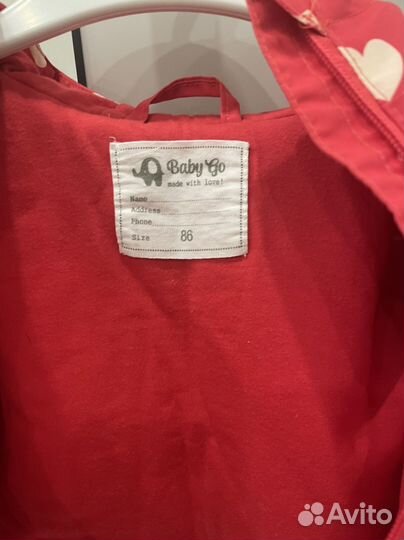 Baby Go
made with love!
Name
Address
Phone
Size 86
Avito